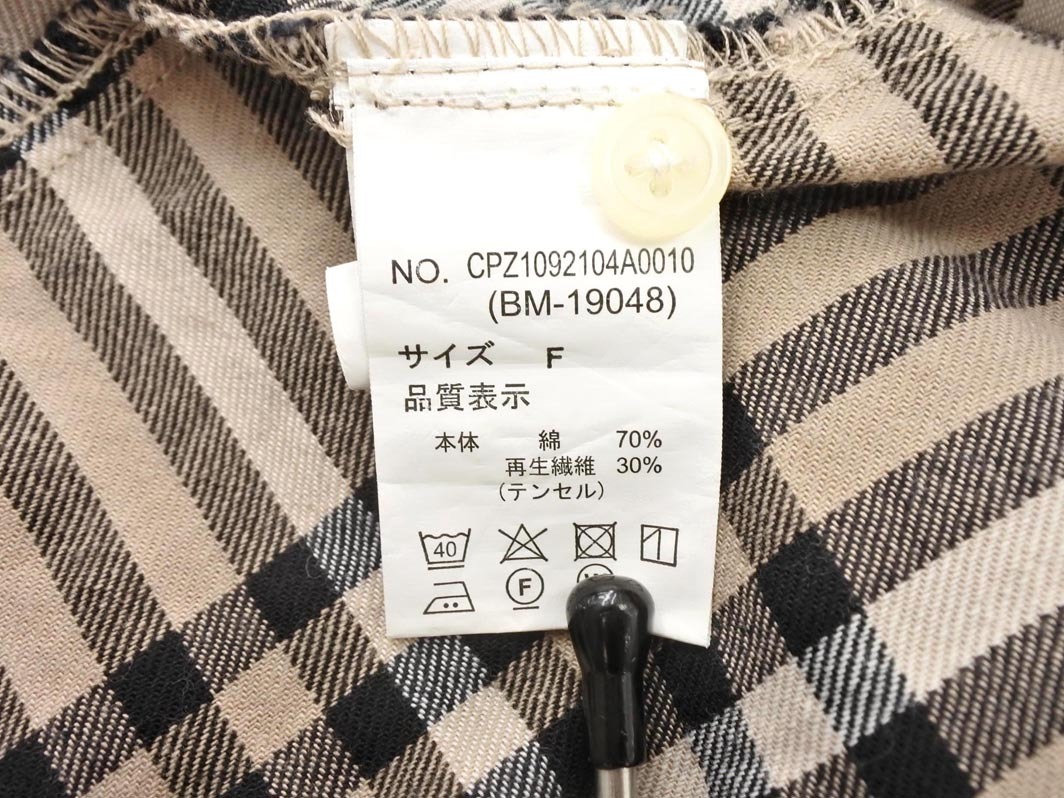 NO. CPZ1092104A0010
(BM-19048)
サイズ F
品質表示
本体 綿 70%
再生繊維 30%
(テンセル)
40
F